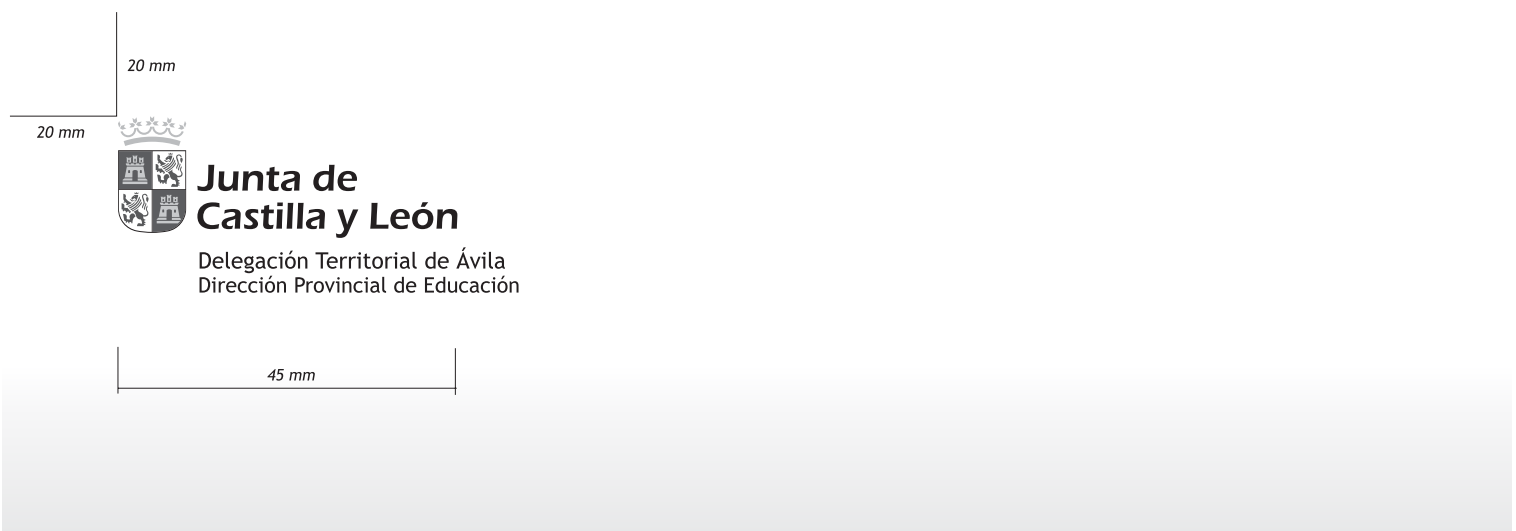 20 mm
20 mm
Junta de
Castilla y León
Delegación Territorial de Ávila
Dirección Provincial de Educación
45 mm